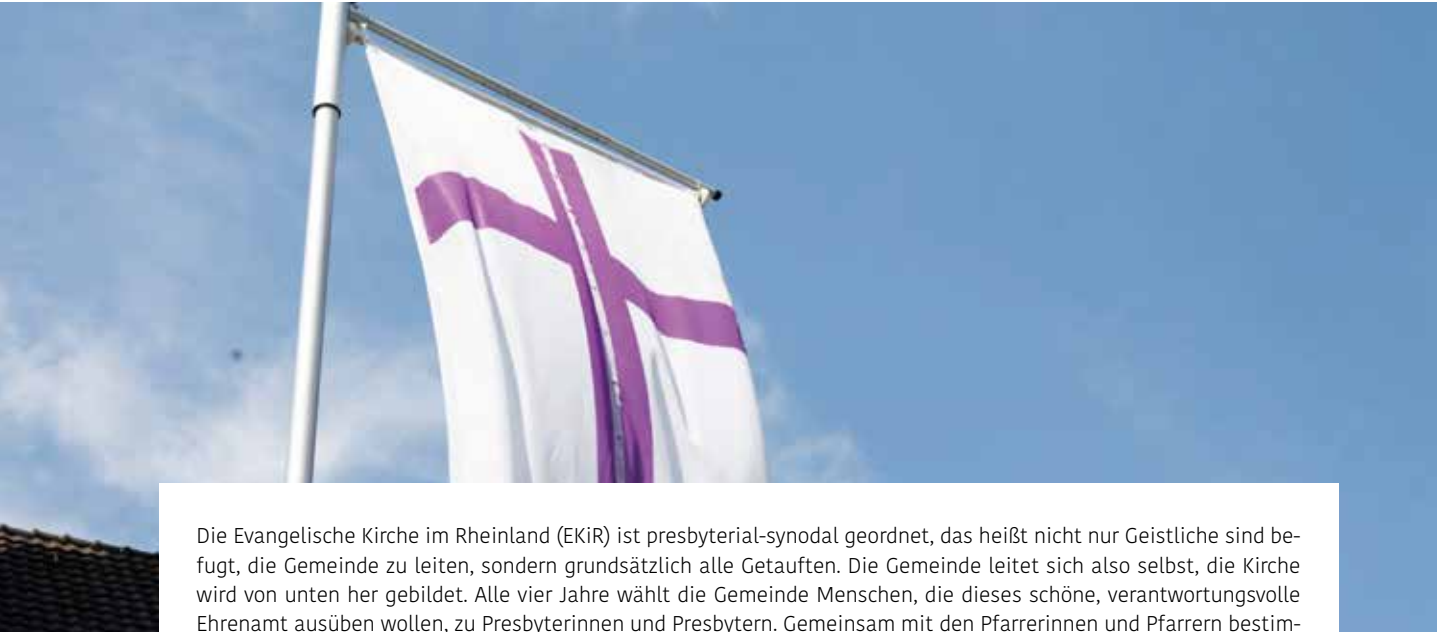 Die Evangelische Kirche im Rheinland (EKiR) ist presbyterial-synodal geordnet, das heißt nicht nur Geistliche sind be-
fugt, die Gemeinde zu leiten, sondern grundsätzlich alle Getauften. Die Gemeinde leitet sich also selbst, die Kirche
wird von unten her gebildet. Alle vier Jahre wählt die Gemeinde Menschen, die dieses schöne, verantwortungsvolle
Ehrenamt ausüben wollen, zu Presbyterinnen und Presbytern. Gemeinsam mit den Pfarrerinnen und Pfarrern bestim-